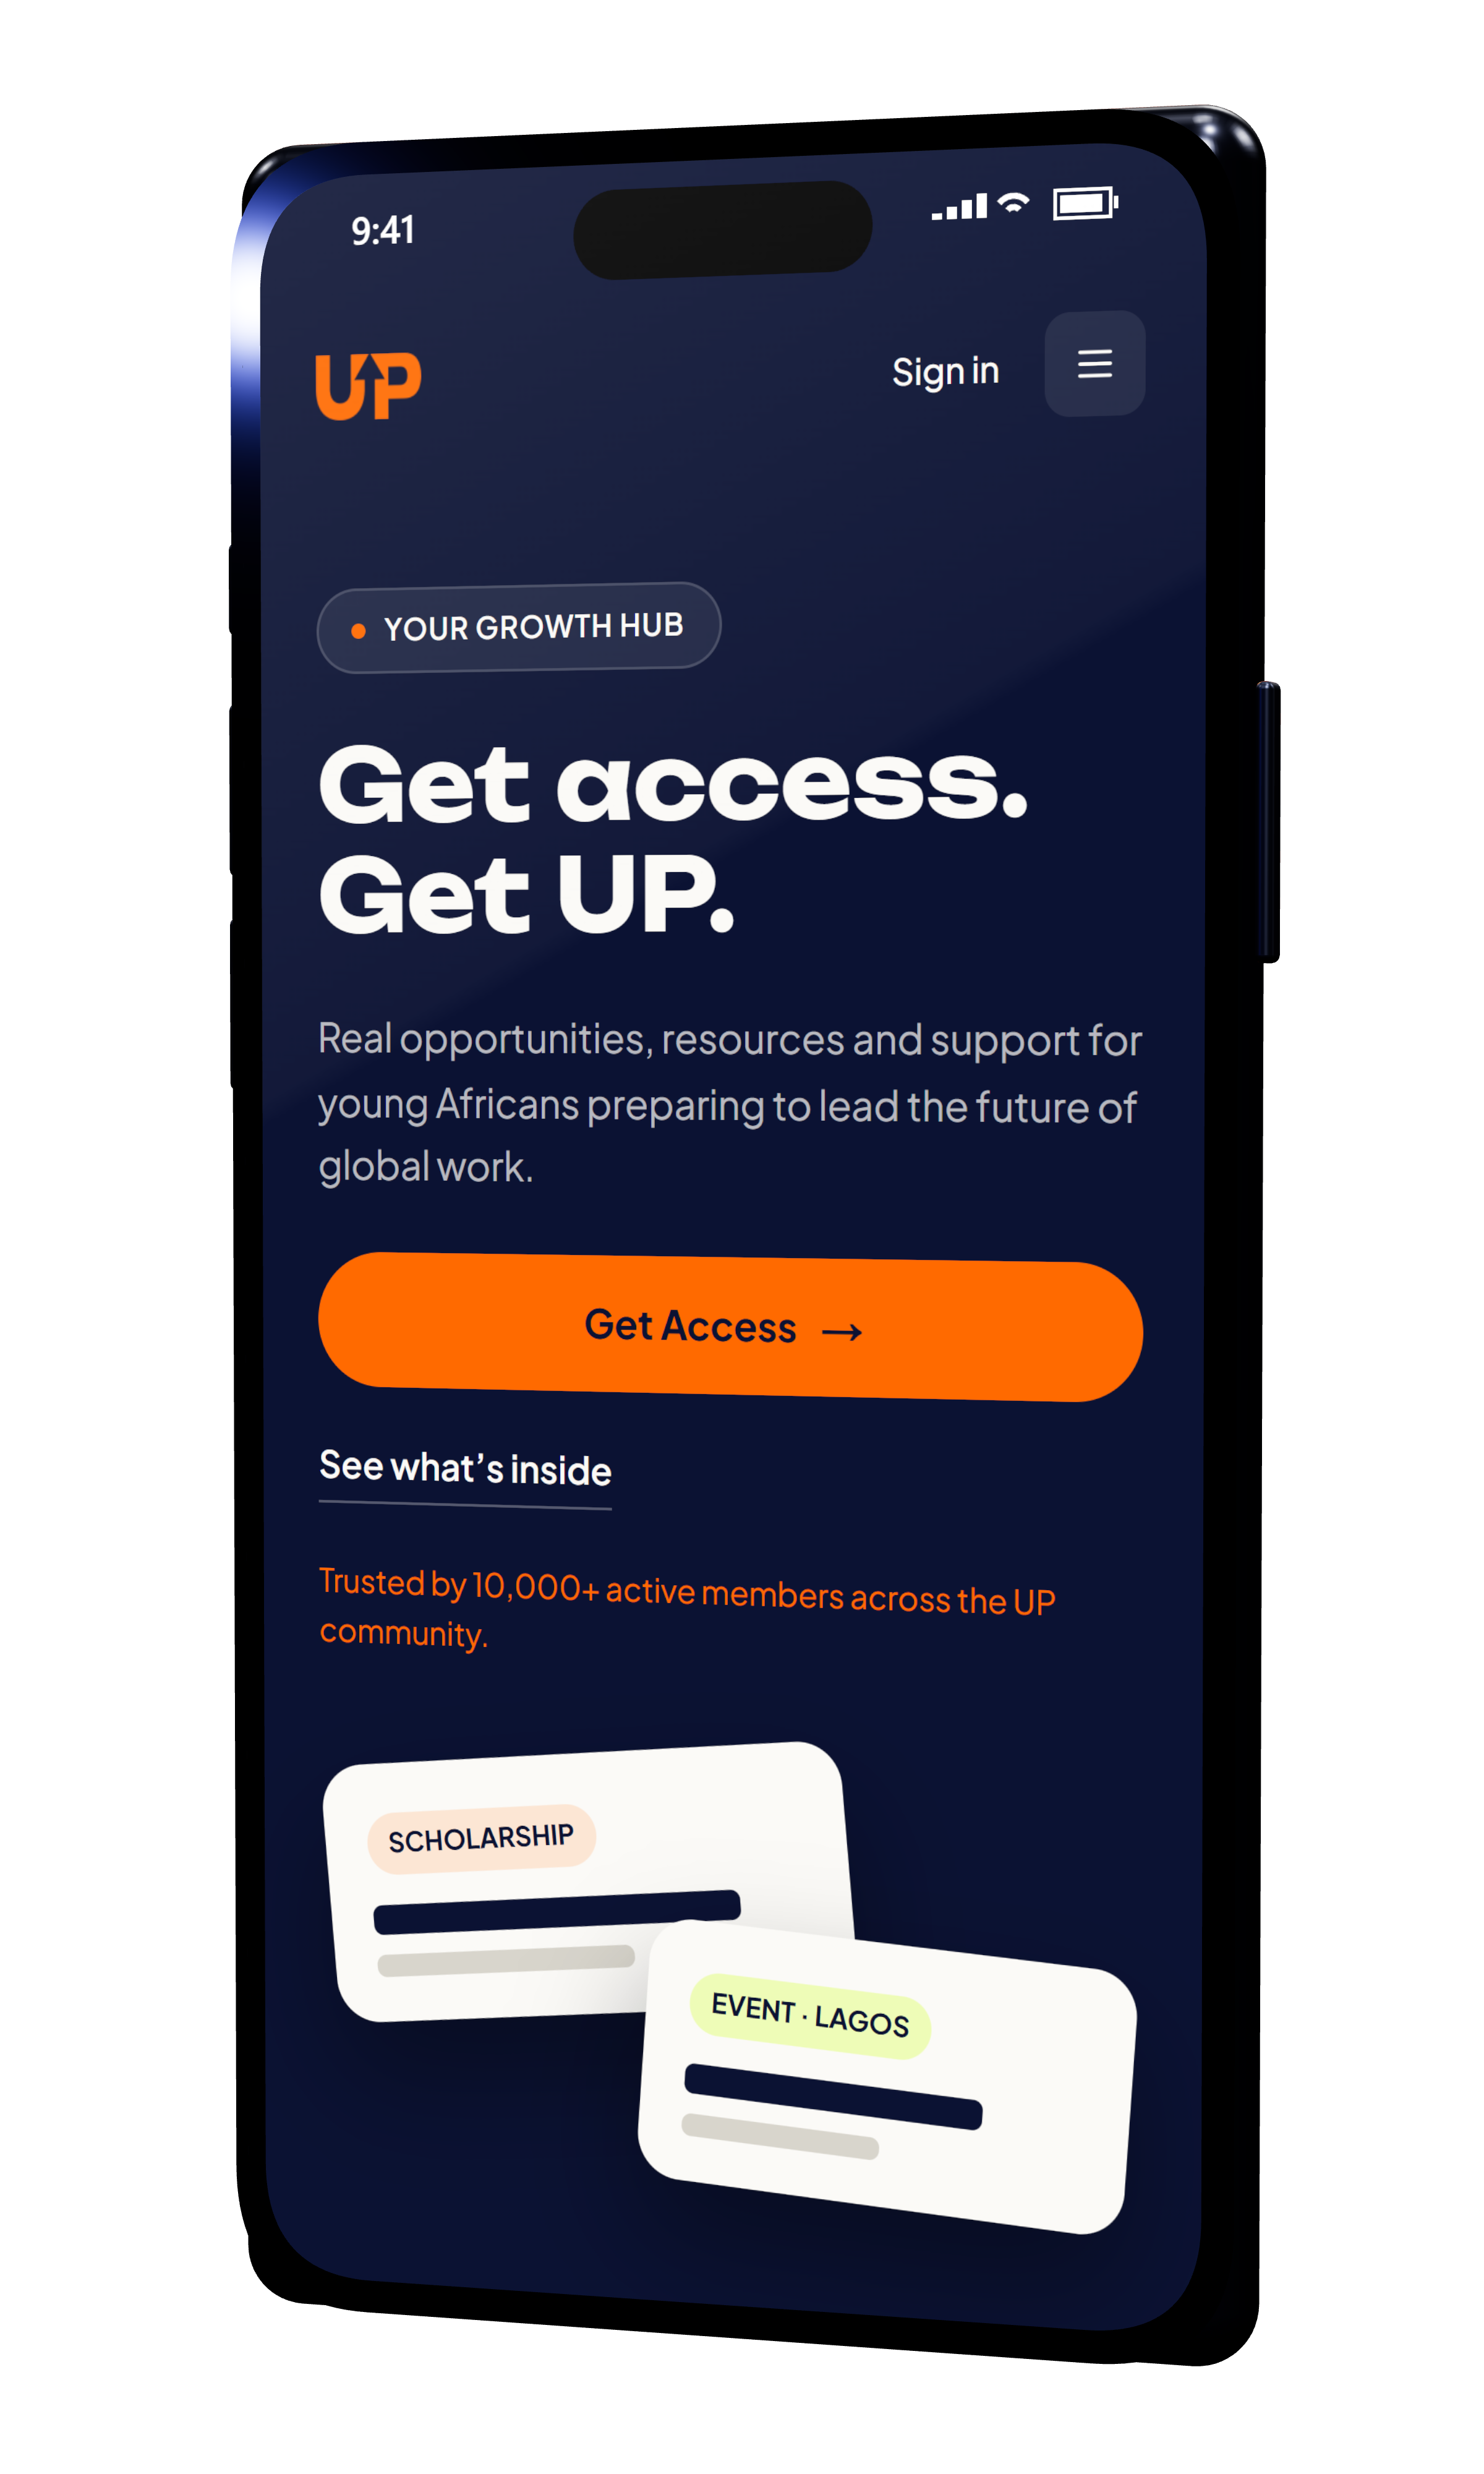 9:41
UP
Sign in
YOUR GROWTH HUB
Get access.
Get UP.
Real opportunities, resources and support for
young Africans preparing to lead the future of
global work.
Get Access →
See what’s inside
Trusted by 10,000+ active members across the UP
community.
SCHOLARSHIP
EVENT · LAGOS